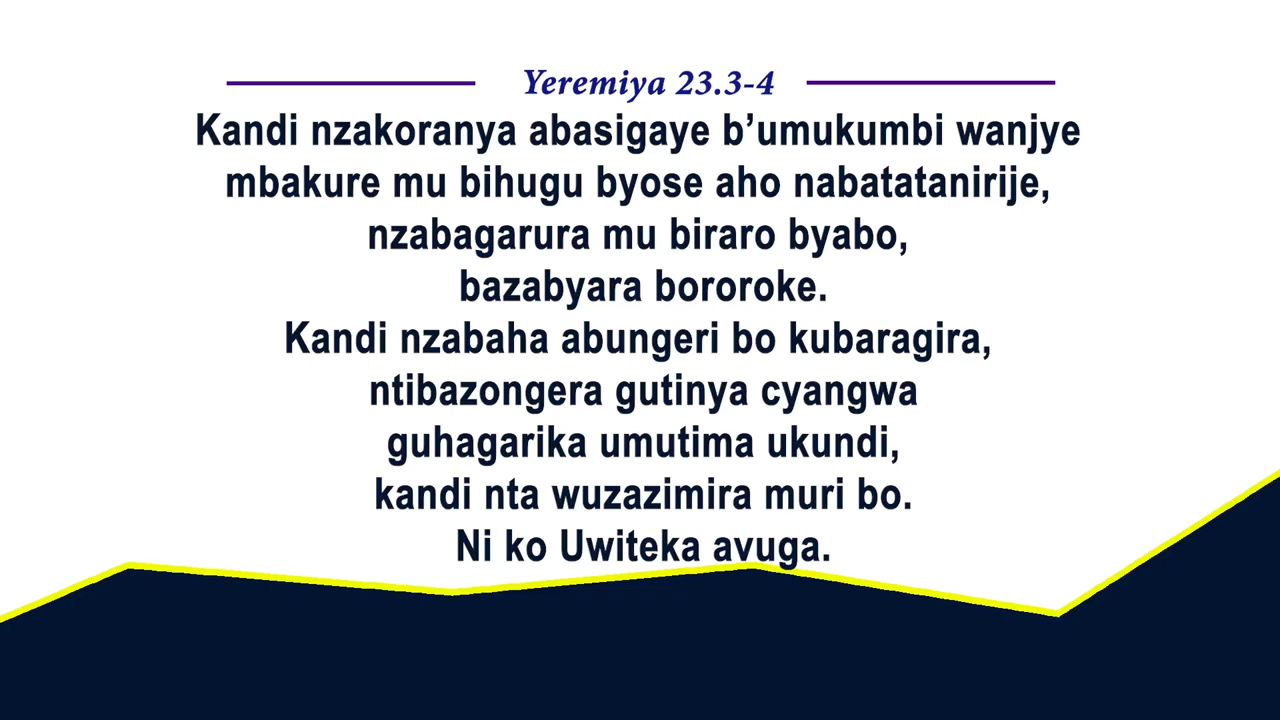 Yeremiya 23.3-4
Kandi nzakoranya abasigaye b’umukumbi wanjye
mbakure mu bihugu byose aho nabatatanirije,
nzabagarura mu biraro byabo,
bazabyara bororoke.
Kandi nzabaha abungeri bo kubaragira,
ntibazongera gutinya cyangwa
guhagarika umutima ukundi,
kandi nta wuzazimira muri bo.
Ni ko Uwiteka avuga.